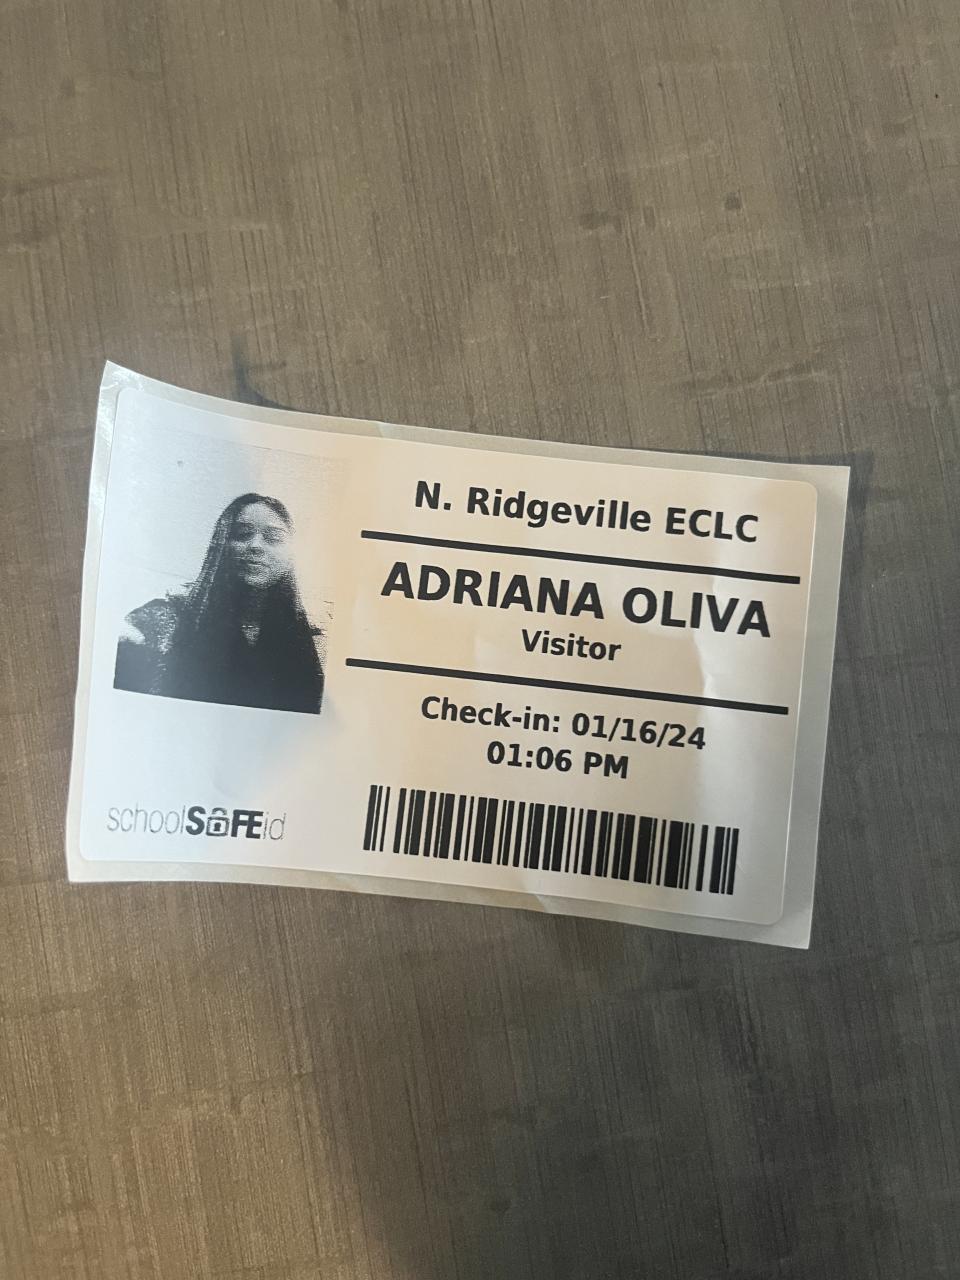 N. Ridgeville ECLC
ADRIANA OLIVA
Visitor
Check-in: 01/16/24
01:06 PM
schoolSAFEid